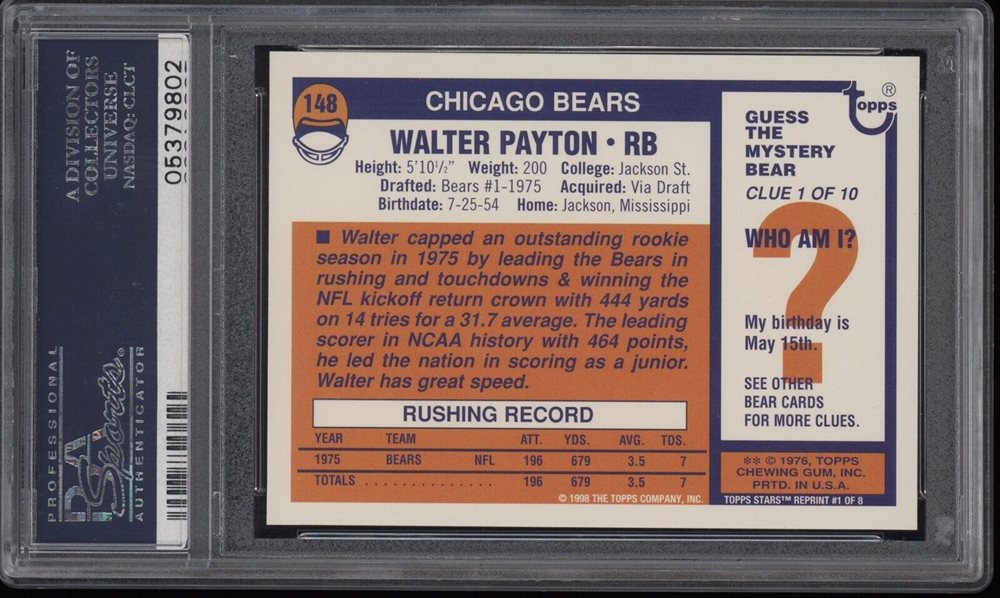 A DIVISION OF
COLLECTORS
UNIVERSE
NASDAQ: CLCT
05379802
PROFESSIONAL
PSA
Sports®
AUTHENTICATOR
148
CHICAGO BEARS
WALTER PAYTON • RB
Height: 5'10½" Weight: 200 College: Jackson St.
Drafted: Bears #1-1975 Acquired: Via Draft
Birthdate: 7-25-54 Home: Jackson, Mississippi
■ Walter capped an outstanding rookie
season in 1975 by leading the Bears in
rushing and touchdowns & winning the
NFL kickoff return crown with 444 yards
on 14 tries for a 31.7 average. The leading
scorer in NCAA history with 464 points,
he led the nation in scoring as a junior.
Walter has great speed.
RUSHING RECORD
YEAR TEAM ATT. YDS. AVG. TDS.
1975 BEARS NFL 196 679 3.5 7
TOTALS . . . . . . . . . . . . . . 196 679 3.5 7
© 1998 THE TOPPS COMPANY, INC.
topps ®
GUESS
THE
MYSTERY
BEAR
CLUE 1 OF 10
?
WHO AM I?
My birthday is
May 15th.
SEE OTHER
BEAR CARDS
FOR MORE CLUES.
** © 1976, TOPPS
CHEWING GUM, INC.
PRTD. IN U.S.A.
TOPPS STARS™ REPRINT #1 OF 8